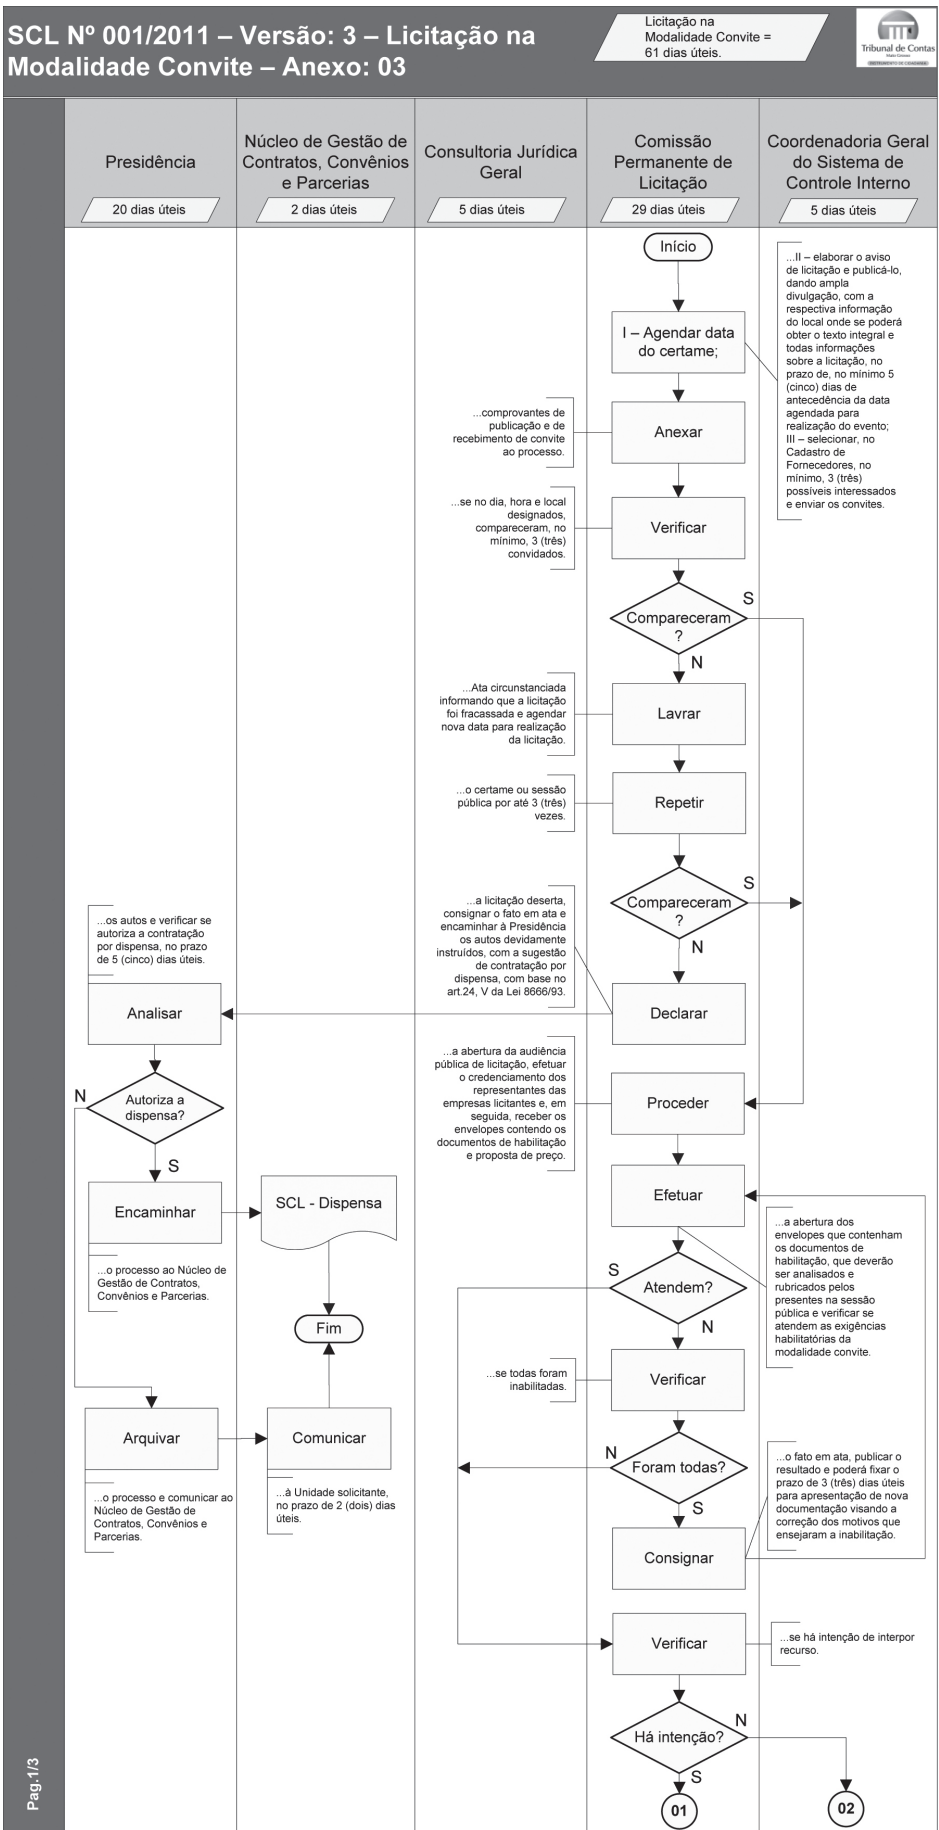 SCL Nº 001/2011 – Versão: 3 – Licitação na
Modalidade Convite – Anexo: 03
Licitação na
Modalidade Convite =
61 dias úteis.
Tribunal de Contas
Mato Grosso
INSTRUMENTO DE CIDADANIA
Presidência
20 dias úteis
Núcleo de Gestão de
Contratos, Convênios
e Parcerias
2 dias úteis
Consultoria Jurídica
Geral
5 dias úteis
Comissão
Permanente de
Licitação
29 dias úteis
Coordenadoria Geral
do Sistema de
Controle Interno
5 dias úteis
Início
I – Agendar data
do certame;
...II – elaborar o aviso
de licitação e publicá-lo,
dando ampla
divulgação, com a
respectiva informação
do local onde se poderá
obter o texto integral e
todas informações
sobre a licitação, no
prazo de, no mínimo 5
(cinco) dias de
antecedência da data
agendada para
realização do evento;
III – selecionar, no
Cadastro de
Fornecedores, no
mínimo, 3 (três)
possíveis interessados
e enviar os convites.
...comprovantes de
publicação e de
recebimento de convite
ao processo.
Anexar
...se no dia, hora e local
designados,
compareceram, no
mínimo, 3 (três)
convidados.
Verificar
Compareceram
?
S
N
...Ata circunstanciada
informando que a licitação
foi fracassada e agendar
nova data para realização
da licitação.
Lavrar
...o certame ou sessão
pública por até 3 (três)
vezes.
Repetir
Compareceram
?
S
N
...a licitação deserta,
consignar o fato em ata e
encaminhar à Presidência
os autos devidamente
instruídos, com a sugestão
de contratação por
dispensa, com base no
art.24, V da Lei 8666/93.
Declarar
...os autos e verificar se
autoriza a contratação
por dispensa, no prazo
de 5 (cinco) dias úteis.
Analisar
Autoriza a
dispensa?
N
S
...a abertura da audiência
pública de licitação, efetuar
o credenciamento dos
representantes das
empresas licitantes e, em
seguida, receber os
envelopes contendo os
documentos de habilitação
e proposta de preço.
Proceder
Encaminhar
...o processo ao Núcleo de
Gestão de Contratos,
Convênios e Parcerias.
SCL - Dispensa
Fim
Efetuar
...a abertura dos
envelopes que contenham
os documentos de
habilitação, que deverão
ser analisados e
rubricados pelos
presentes na sessão
pública e verificar se
atendem as exigências
habilitatórias da
modalidade convite.
Atendem?
S
N
...se todas foram
inabilitadas.
Verificar
Arquivar
...o processo e comunicar ao
Núcleo de Gestão de
Contratos, Convênios e
Parcerias.
Comunicar
...à Unidade solicitante,
no prazo de 2 (dois) dias
úteis.
Foram todas?
N
S
...o fato em ata, publicar o
resultado e poderá fixar o
prazo de 3 (três) dias úteis
para apresentação de nova
documentação visando a
correção dos motivos que
ensejaram a inabilitação.
Consignar
Verificar
...se há intenção de interpor
recurso.
Há intenção?
N
S
01
02
Pag.1/3